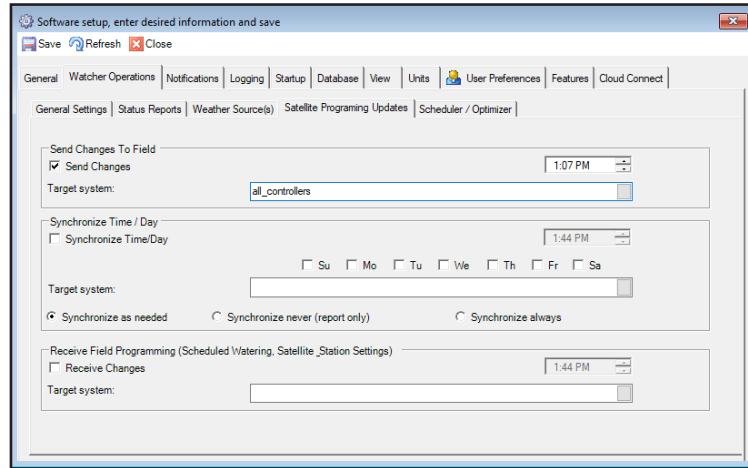 Software setup, enter desired information and save
Save Refresh Close
General Watcher Operations Notifications Logging Startup Database View Units User Preferences Features Cloud Connect
General Settings Status Reports Weather Source(s) Satellite Programing Updates Scheduler / Optimizer
Send Changes To Field
Send Changes 1:07 PM
Target system: all_controllers
Synchronize Time / Day
Synchronize Time/Day 1:44 PM
Su Mo Tu We Th Fr Sa
Target system:
Synchronize as needed Synchronize never (report only) Synchronize always
Receive Field Programming (Scheduled Watering, Satellite _Station Settings)
Receive Changes 1:44 PM
Target system: